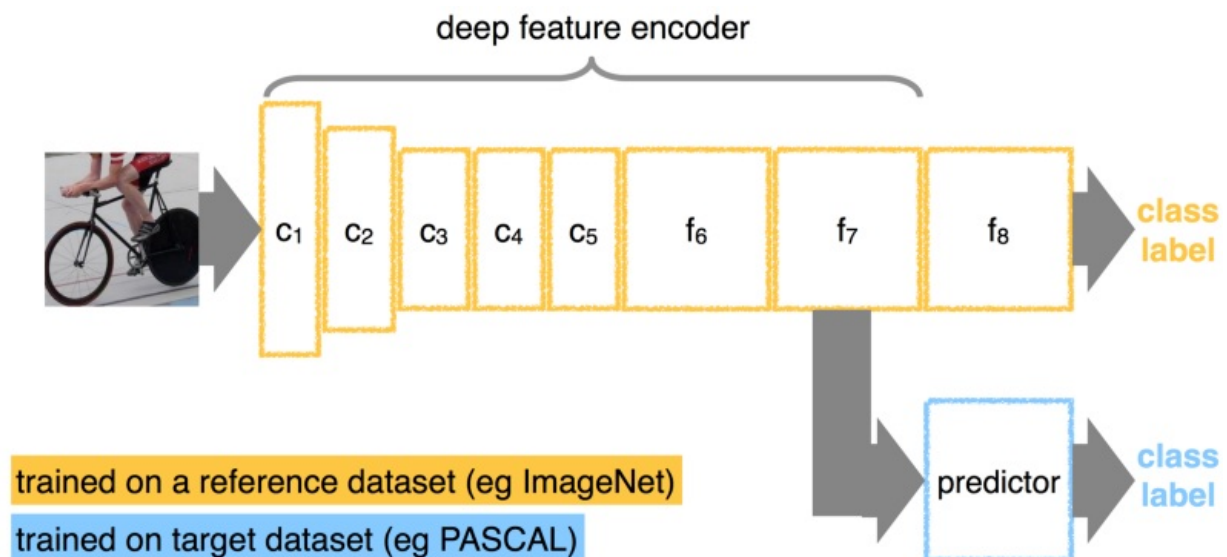 deep feature encoder
c₁ c₂ c₃ c₄ c₅ f₆ f₇ f₈
class
label
predictor
class
label
trained on a reference dataset (eg ImageNet)
trained on target dataset (eg PASCAL)